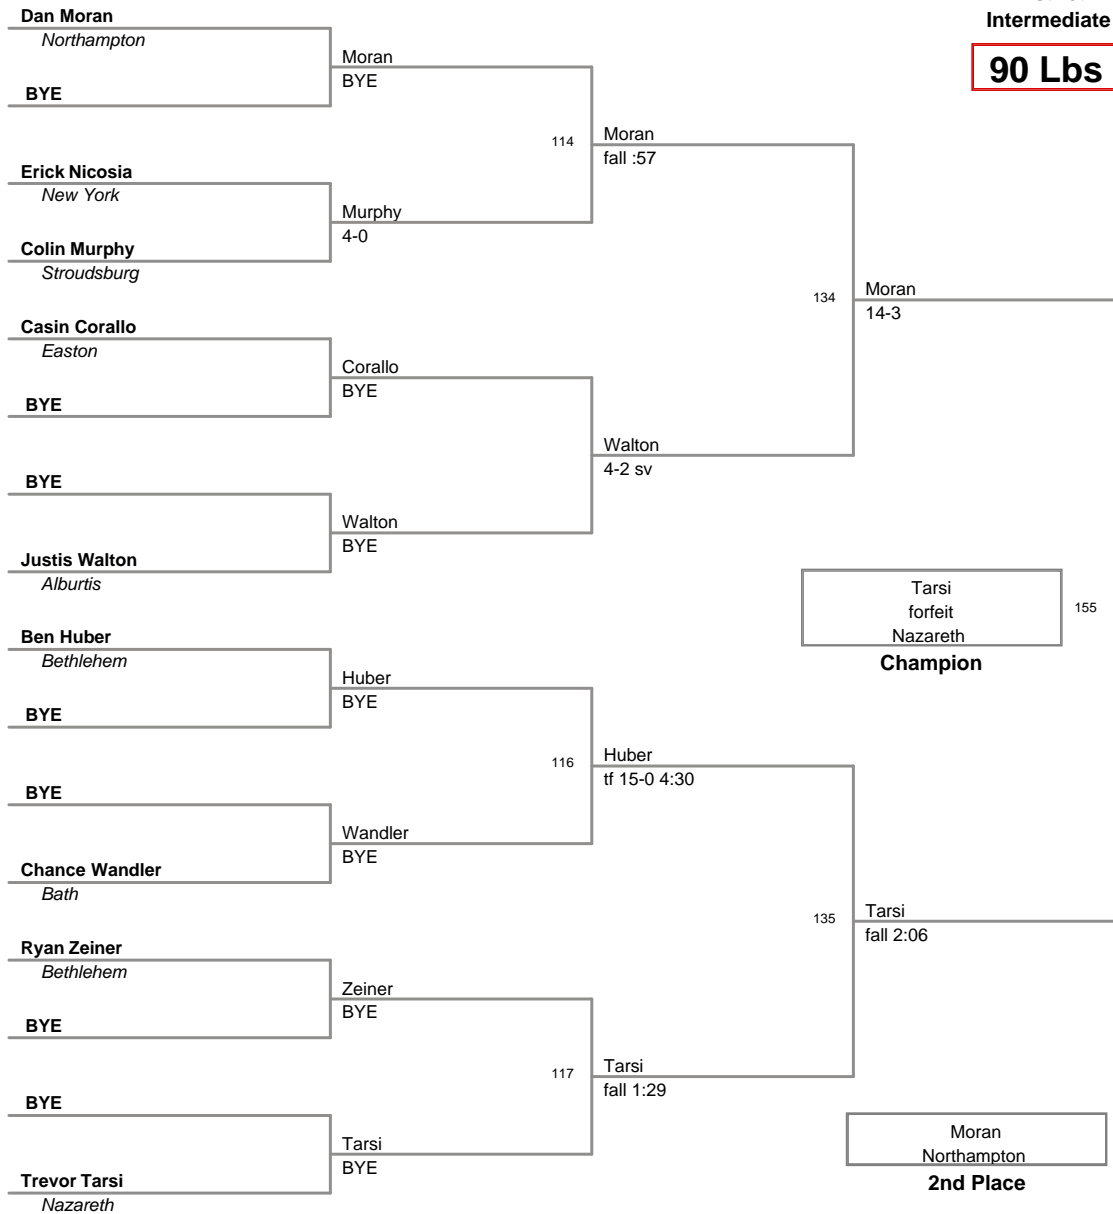 Intermediate
90 Lbs
Dan Moran
Northampton
BYE
Erick Nicosia
New York
Colin Murphy
Stroudsburg
Casin Corallo
Easton
BYE
BYE
Justis Walton
Alburtis
Ben Huber
Bethlehem
BYE
BYE
Chance Wandler
Bath
Ryan Zeiner
Bethlehem
BYE
BYE
Trevor Tarsi
Nazareth
Moran
BYE
Murphy
4-0
Corallo
BYE
Walton
BYE
Huber
BYE
Wandler
BYE
Zeiner
BYE
Tarsi
BYE
114
Moran
fall :57
Walton
4-2 sv
116
Huber
tf 15-0 4:30
117
Tarsi
fall 1:29
134
Moran
14-3
135
Tarsi
fall 2:06
Tarsi
forfeit
Nazareth
155
Champion
Moran
Northampton
2nd Place